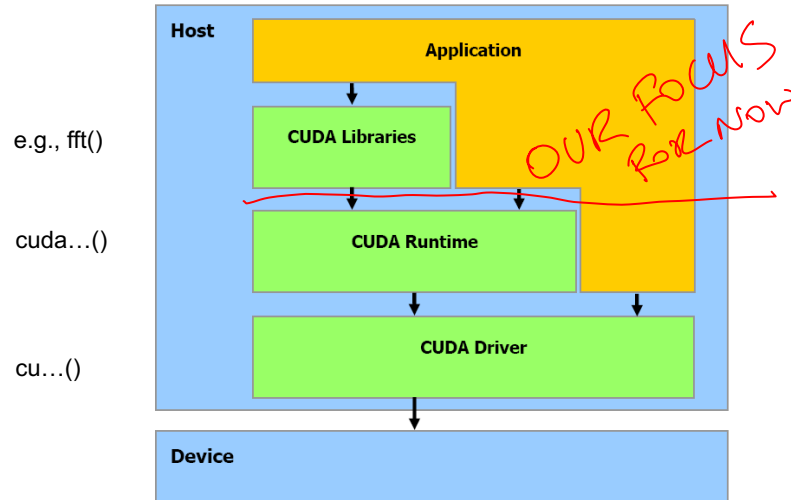 Host
Application
OUR FOCUS
FOR NOW
e.g., fft()
CUDA Libraries
cuda...()
CUDA Runtime
cu...()
CUDA Driver
Device